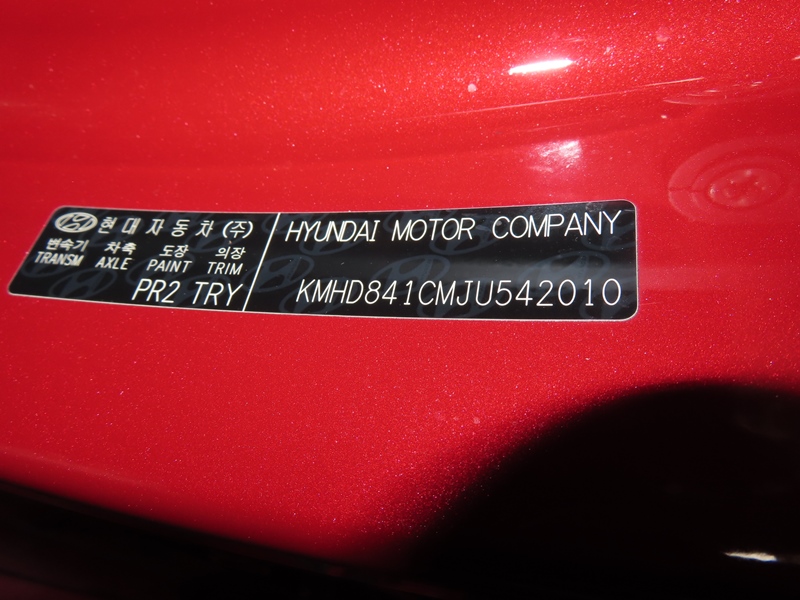 현대자동차(주)
변속기 차축 도장 의장
TRANSM AXLE PAINT TRIM
PR2 TRY
HYUNDAI MOTOR COMPANY
KMHD841CMJU542010